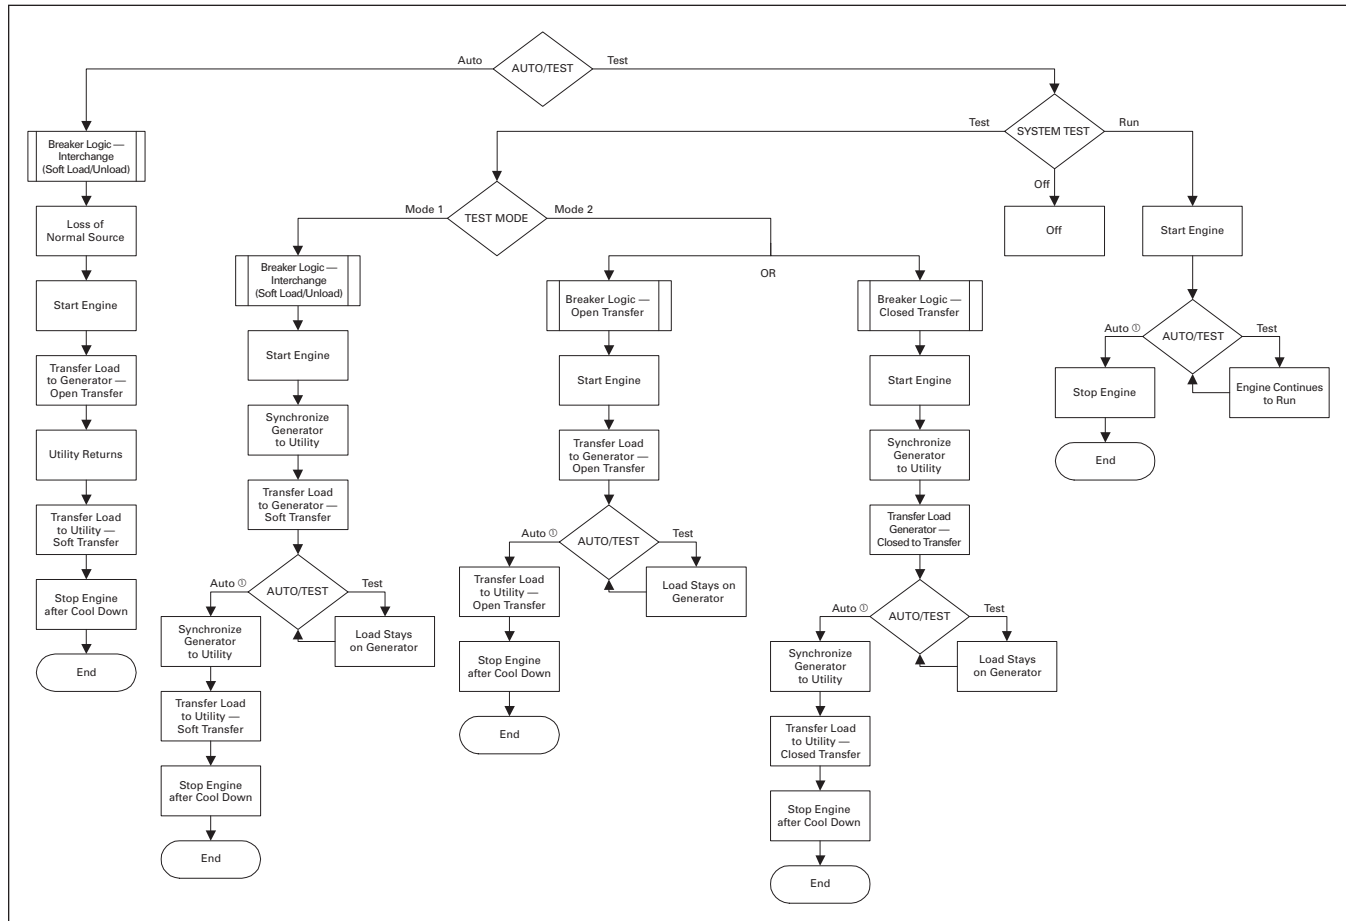 AUTO/TEST
Auto
Test
SYSTEM TEST
Test
Run
Off
Breaker Logic —
Interchange
(Soft Load/Unload)
Loss of
Normal Source
Start Engine
Transfer Load
to Generator —
Open Transfer
Utility Returns
Transfer Load
to Utility —
Soft Transfer
Stop Engine
after Cool Down
End
TEST MODE
Mode 1
Mode 2
OR
Breaker Logic —
Interchange
(Soft Load/Unload)
Start Engine
Synchronize
Generator
to Utility
Transfer Load
to Generator —
Soft Transfer
AUTO/TEST
Auto ①
Test
Load Stays
on Generator
Synchronize
Generator
to Utility
Transfer Load
to Utility —
Soft Transfer
Stop Engine
after Cool Down
End
Breaker Logic —
Open Transfer
Start Engine
Transfer Load
to Generator —
Open Transfer
AUTO/TEST
Auto ①
Test
Load Stays on
Generator
Transfer Load
to Utility —
Open Transfer
Stop Engine
after Cool Down
End
Breaker Logic —
Closed Transfer
Start Engine
Synchronize
Generator
to Utility
Transfer Load
Generator —
Closed to Transfer
AUTO/TEST
Auto ①
Test
Load Stays
on Generator
Synchronize
Generator
to Utility
Transfer Load
to Utility —
Closed Transfer
Stop Engine
after Cool Down
End
Off
Start Engine
AUTO/TEST
Auto ①
Test
Stop Engine
Engine Continues
to Run
End